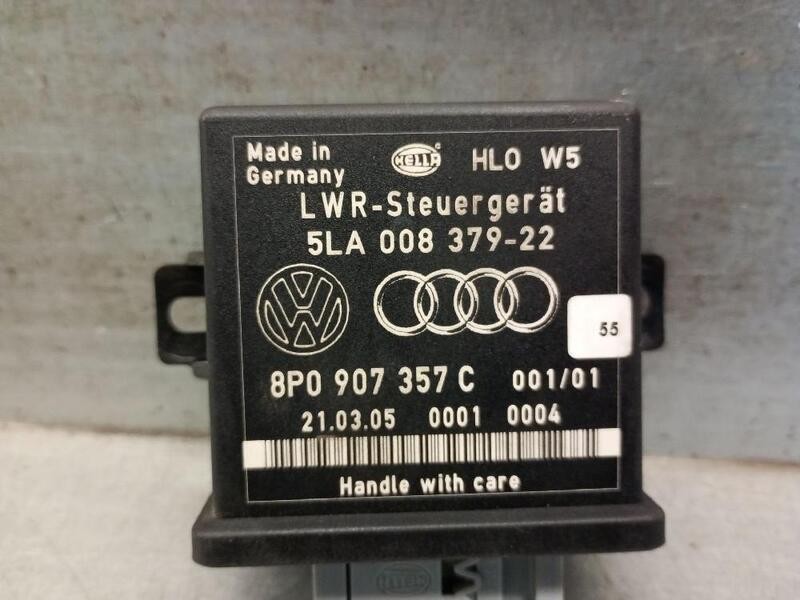 Made in
Germany
HELLA
HLO W5
LWR-Steuergerät
5LA 008 379-22
55
8P0 907 357 C 001/01
21.03.05 0001 0004
Handle with care
HELLA